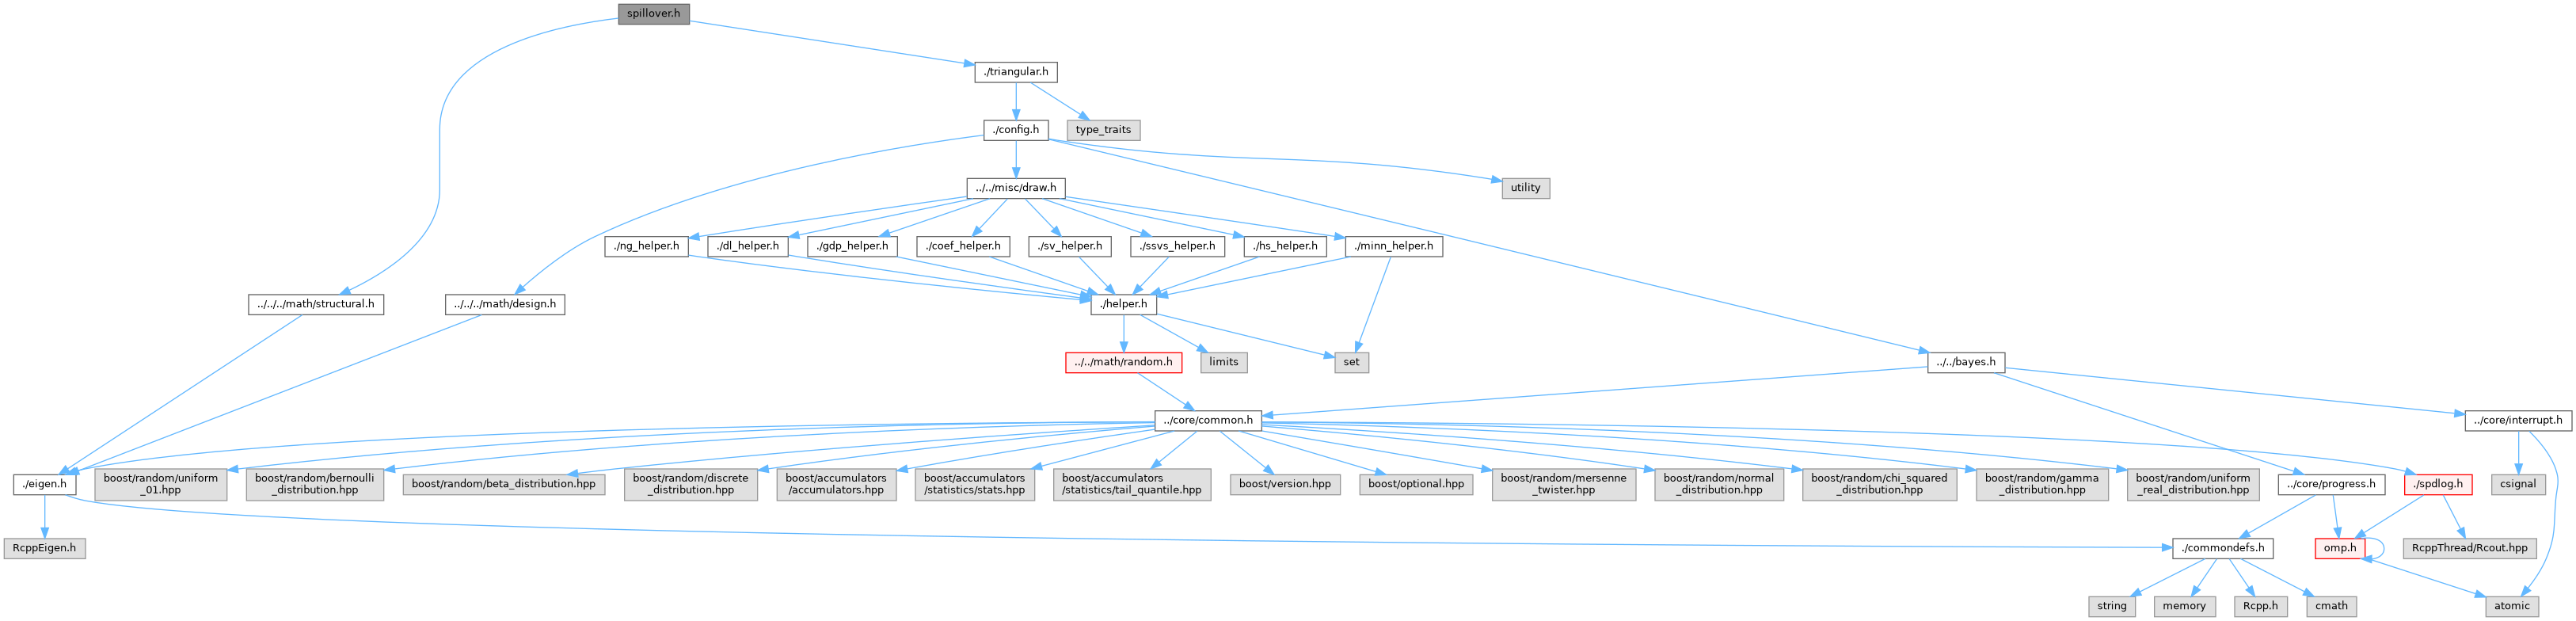 spillover.h
./triangular.h
./config.h
type_traits
../../misc/draw.h
utility
./ng_helper.h
./dl_helper.h
./gdp_helper.h
./coef_helper.h
./sv_helper.h
./ssvs_helper.h
./hs_helper.h
./minn_helper.h
../../../math/structural.h
../../../math/design.h
./helper.h
../../math/random.h
limits
set
../../bayes.h
../core/common.h
../core/interrupt.h
./eigen.h
boost/random/uniform
_01.hpp
boost/random/bernoulli
_distribution.hpp
boost/random/beta_distribution.hpp
boost/random/discrete
_distribution.hpp
boost/accumulators
/accumulators.hpp
boost/accumulators
/statistics/stats.hpp
boost/accumulators
/statistics/tail_quantile.hpp
boost/version.hpp
boost/optional.hpp
boost/random/mersenne
_twister.hpp
boost/random/normal
_distribution.hpp
boost/random/chi_squared
_distribution.hpp
boost/random/gamma
_distribution.hpp
boost/random/uniform
_real_distribution.hpp
../core/progress.h
./spdlog.h
csignal
RcppEigen.h
./commondefs.h
omp.h
RcppThread/Rcout.hpp
string
memory
Rcpp.h
cmath
atomic